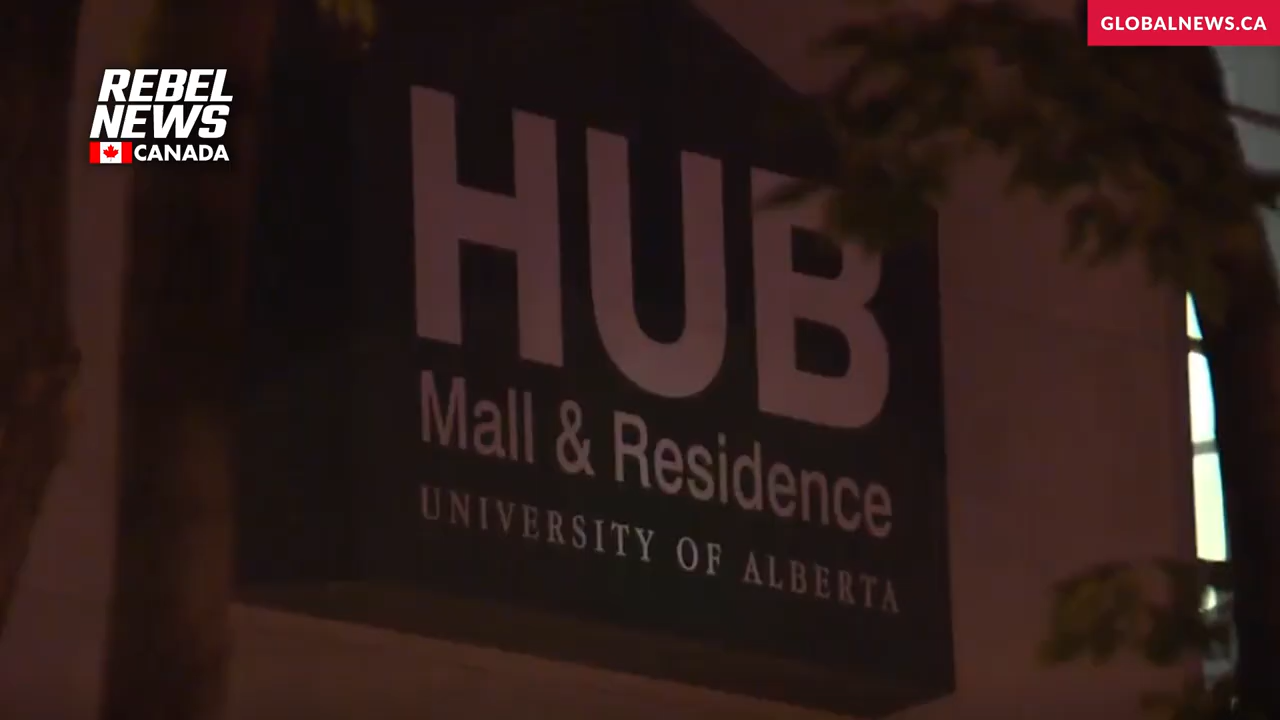 GLOBALNEWS.CA
REBEL
NEWS
CANADA
HUB
Mall & Residence
UNIVERSITY OF ALBERTA